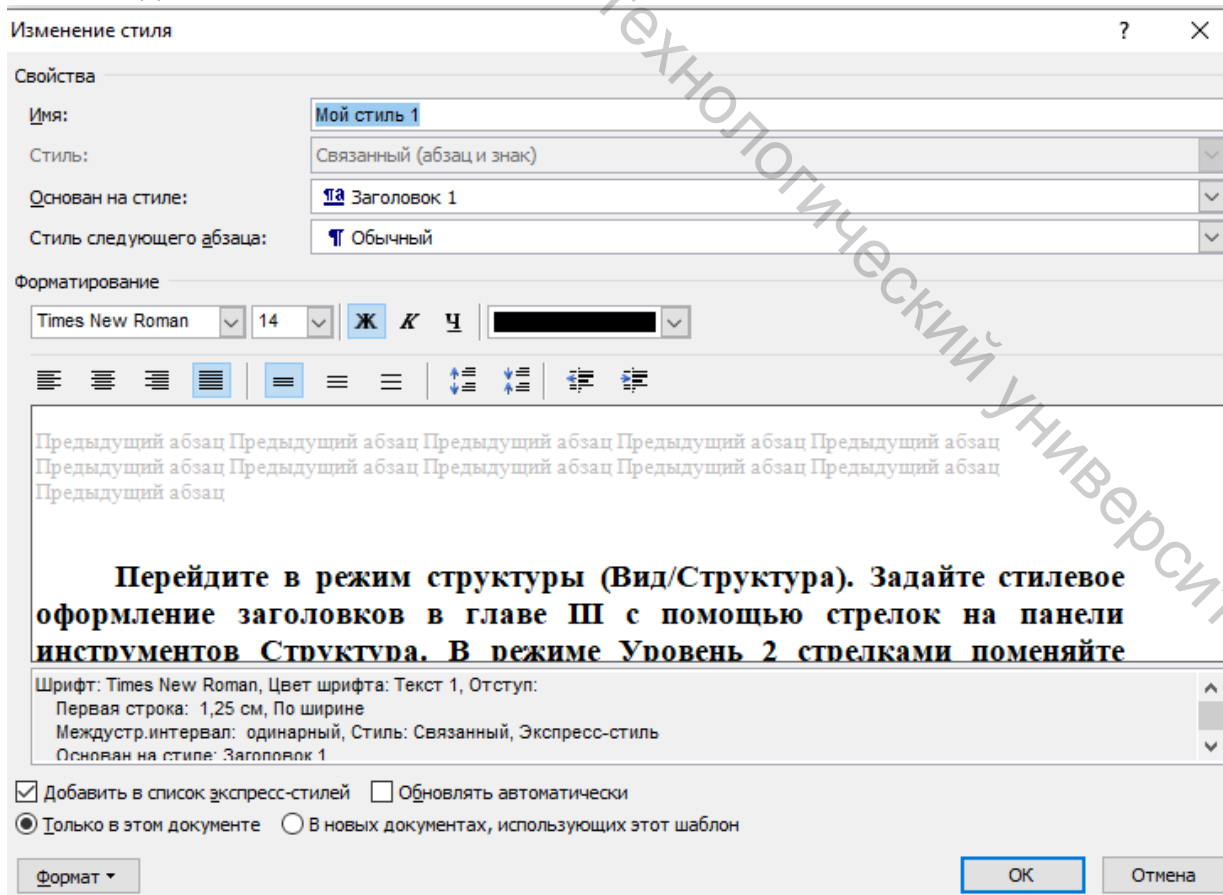 Изменение стиля ?
Свойства
Имя: Мой стиль 1
Стиль: Связанный (абзац и знак)
Основан на стиле: ¶a Заголовок 1
Стиль следующего абзаца: ¶ Обычный
Форматирование
Times New Roman 14 Ж К Ч
Предыдущий абзац Предыдущий абзац Предыдущий абзац Предыдущий абзац Предыдущий абзац
Предыдущий абзац Предыдущий абзац Предыдущий абзац Предыдущий абзац Предыдущий абзац
Предыдущий абзац
Перейдите в режим структуры (Вид/Структура). Задайте стилевое
оформление заголовков в главе III с помощью стрелок на панели
инструментов Структура. В режиме Уровень 2 стрелками поменяйте
Шрифт: Times New Roman, Цвет шрифта: Текст 1, Отступ:
Первая строка: 1,25 см, По ширине
Междустр.интервал: одинарный, Стиль: Связанный, Экспресс-стиль
Основан на стиле: Заголовок 1
Добавить в список экспресс-стилей Обновлять автоматически
Только в этом документе В новых документах, использующих этот шаблон
Формат ОК Отмена
технологический университет